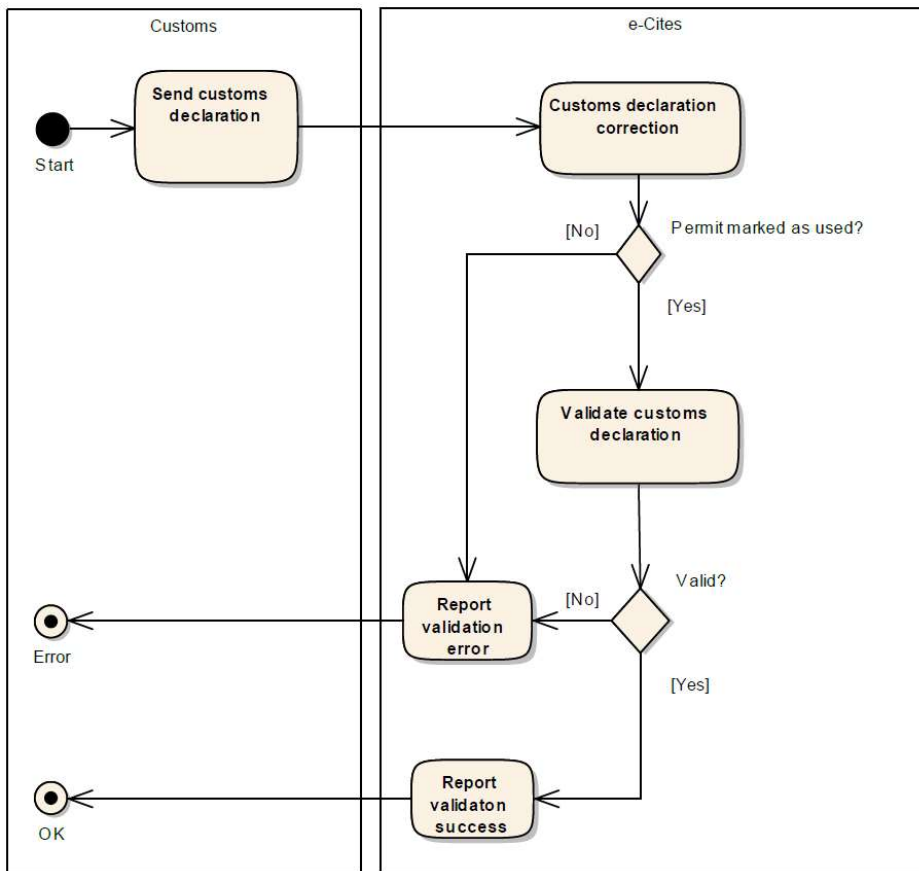 Customs
e-Cites
Send customs
declaration
Customs declaration
correction
Start
[No]
Permit marked as used?
[Yes]
Validate customs
declaration
Valid?
[No]
Report
validation
error
Error
[Yes]
Report
validaton
success
OK